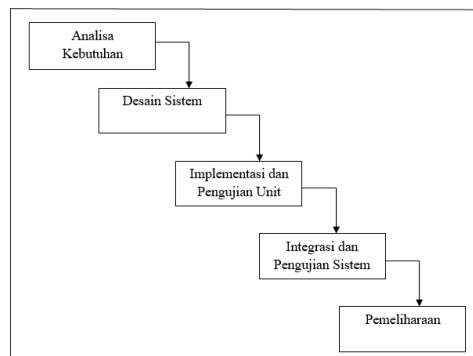 Analisa
Kebutuhan
Desain Sistem
Implementasi dan
Pengujian Unit
Integrasi dan
Pengujian Sistem
Pemeliharaan